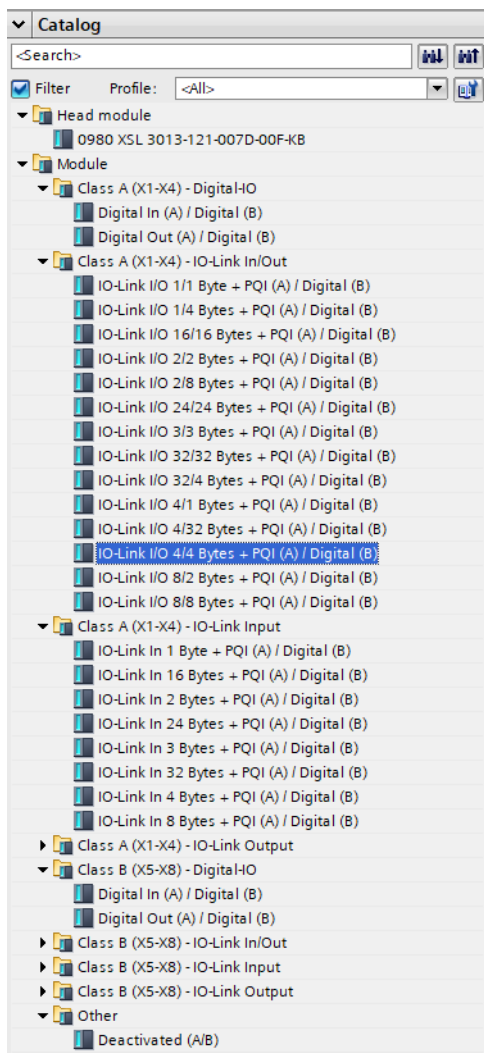 Catalog
<Search>
Filter Profile: <All>
Head module
0980 XSL 3013-121-007D-00F-KB
Module
Class A (X1-X4) - Digital-IO
Digital In (A) / Digital (B)
Digital Out (A) / Digital (B)
Class A (X1-X4) - IO-Link In/Out
IO-Link I/O 1/1 Byte + PQI (A) / Digital (B)
IO-Link I/O 1/4 Bytes + PQI (A) / Digital (B)
IO-Link I/O 16/16 Bytes + PQI (A) / Digital (B)
IO-Link I/O 2/2 Bytes + PQI (A) / Digital (B)
IO-Link I/O 2/8 Bytes + PQI (A) / Digital (B)
IO-Link I/O 24/24 Bytes + PQI (A) / Digital (B)
IO-Link I/O 3/3 Bytes + PQI (A) / Digital (B)
IO-Link I/O 32/32 Bytes + PQI (A) / Digital (B)
IO-Link I/O 32/4 Bytes + PQI (A) / Digital (B)
IO-Link I/O 4/1 Bytes + PQI (A) / Digital (B)
IO-Link I/O 4/32 Bytes + PQI (A) / Digital (B)
IO-Link I/O 4/4 Bytes + PQI (A) / Digital (B)
IO-Link I/O 8/2 Bytes + PQI (A) / Digital (B)
IO-Link I/O 8/8 Bytes + PQI (A) / Digital (B)
Class A (X1-X4) - IO-Link Input
IO-Link In 1 Byte + PQI (A) / Digital (B)
IO-Link In 16 Bytes + PQI (A) / Digital (B)
IO-Link In 2 Bytes + PQI (A) / Digital (B)
IO-Link In 24 Bytes + PQI (A) / Digital (B)
IO-Link In 3 Bytes + PQI (A) / Digital (B)
IO-Link In 32 Bytes + PQI (A) / Digital (B)
IO-Link In 4 Bytes + PQI (A) / Digital (B)
IO-Link In 8 Bytes + PQI (A) / Digital (B)
Class A (X1-X4) - IO-Link Output
Class B (X5-X8) - Digital-IO
Digital In (A) / Digital (B)
Digital Out (A) / Digital (B)
Class B (X5-X8) - IO-Link In/Out
Class B (X5-X8) - IO-Link Input
Class B (X5-X8) - IO-Link Output
Other
Deactivated (A/B)